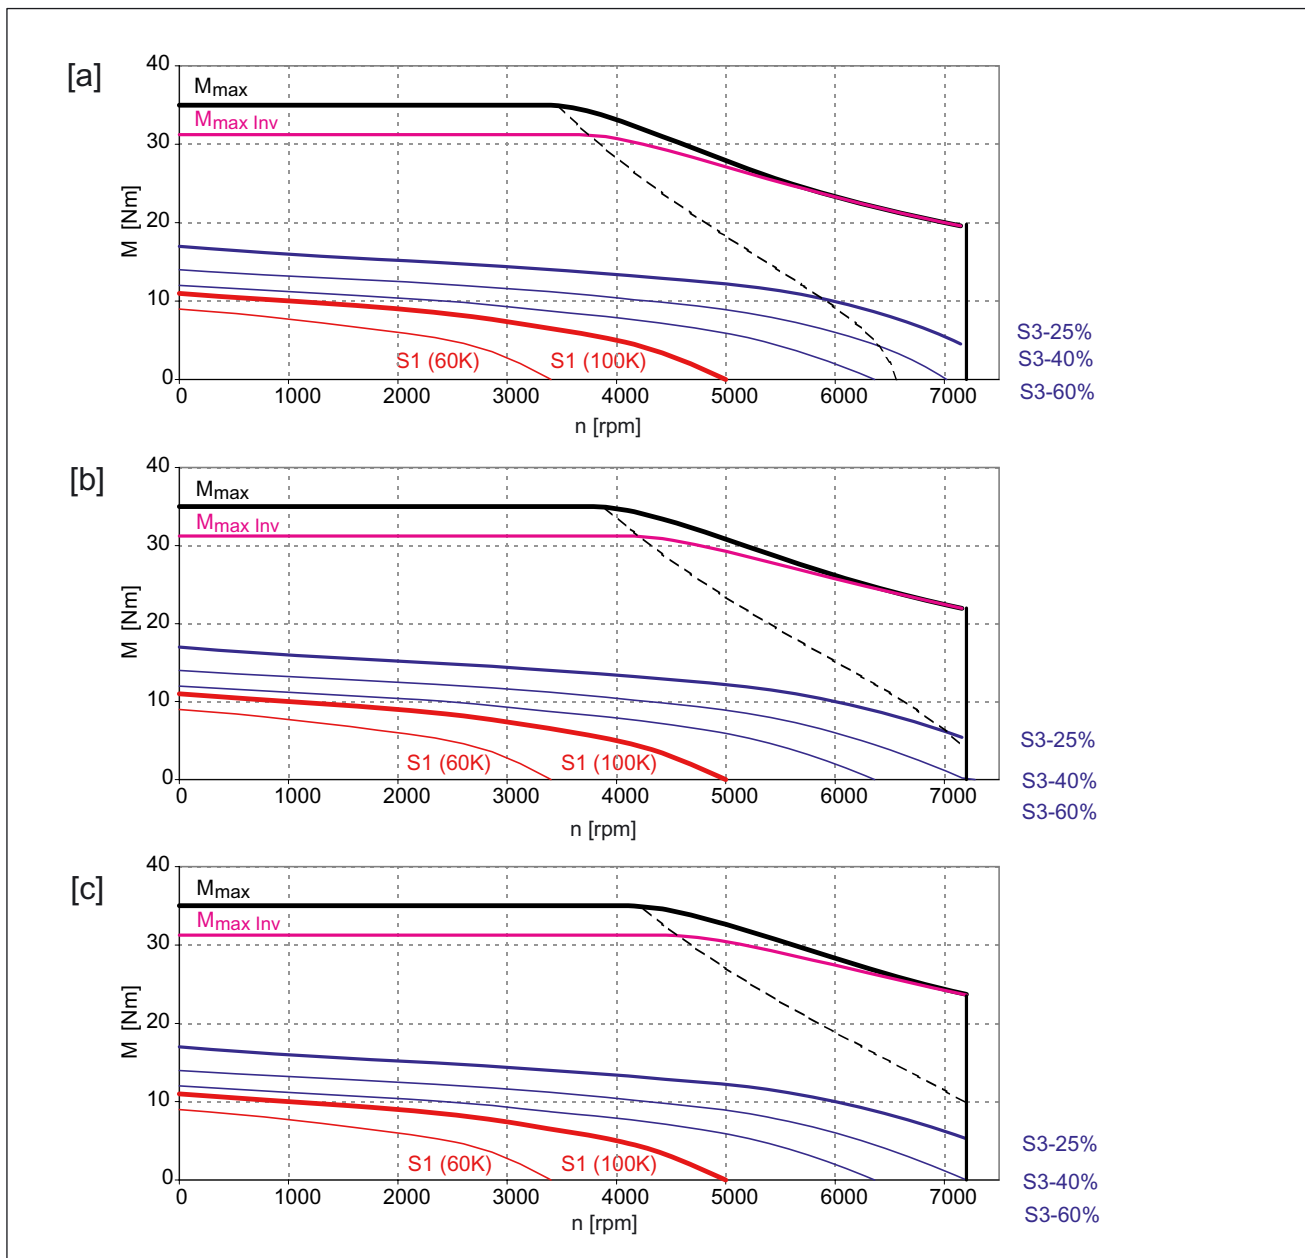 [a]
40
Mmax
Mmax Inv
30
M [Nm]
20
10
S3-25%
S1 (60K) S1 (100K)
S3-40%
0
0 1000 2000 3000 4000 5000 6000 7000
S3-60%
n [rpm]
[b]
40
Mmax
Mmax Inv
30
M [Nm]
20
10
S3-25%
S1 (60K) S1 (100K)
0
S3-40%
0 1000 2000 3000 4000 5000 6000 7000
S3-60%
n [rpm]
[c]
40
Mmax
Mmax Inv
30
M [Nm]
20
10
S3-25%
S1 (60K) S1 (100K)
0
S3-40%
0 1000 2000 3000 4000 5000 6000 7000
S3-60%
n [rpm]